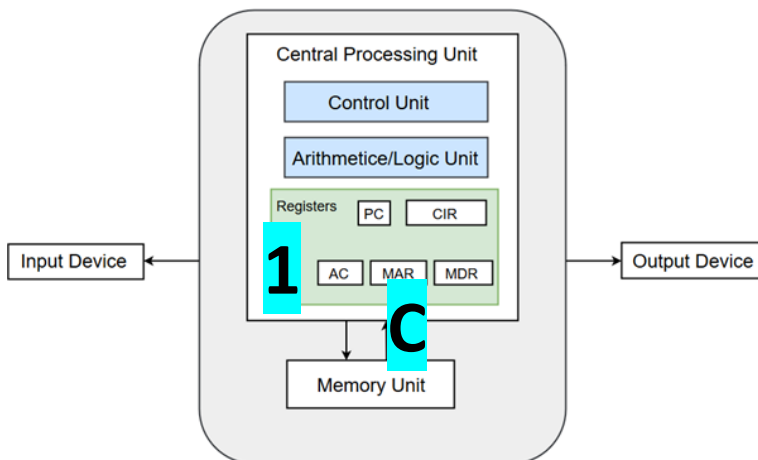 Central Processing Unit
Control Unit
Arithmetice/Logic Unit
Registers
PC
CIR
1
Input Device
Output Device
AC
MAR
MDR
C
Memory Unit